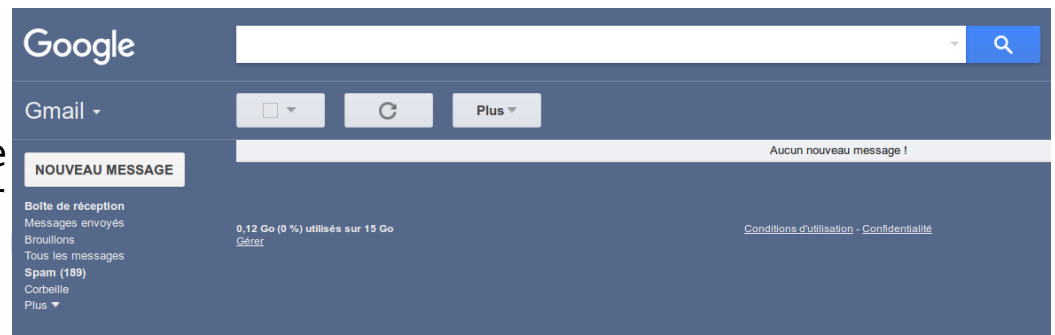 Google
Gmail
Plus
e
NOUVEAU MESSAGE
Aucun nouveau message !
Boîte de réception
Messages envoyés
Brouillons
Tous les messages
Spam (189)
Corbeille
Plus
0,12 Go (0 %) utilisés sur 15 Go
Gérer
Conditions d'utilisation - Confidentialité